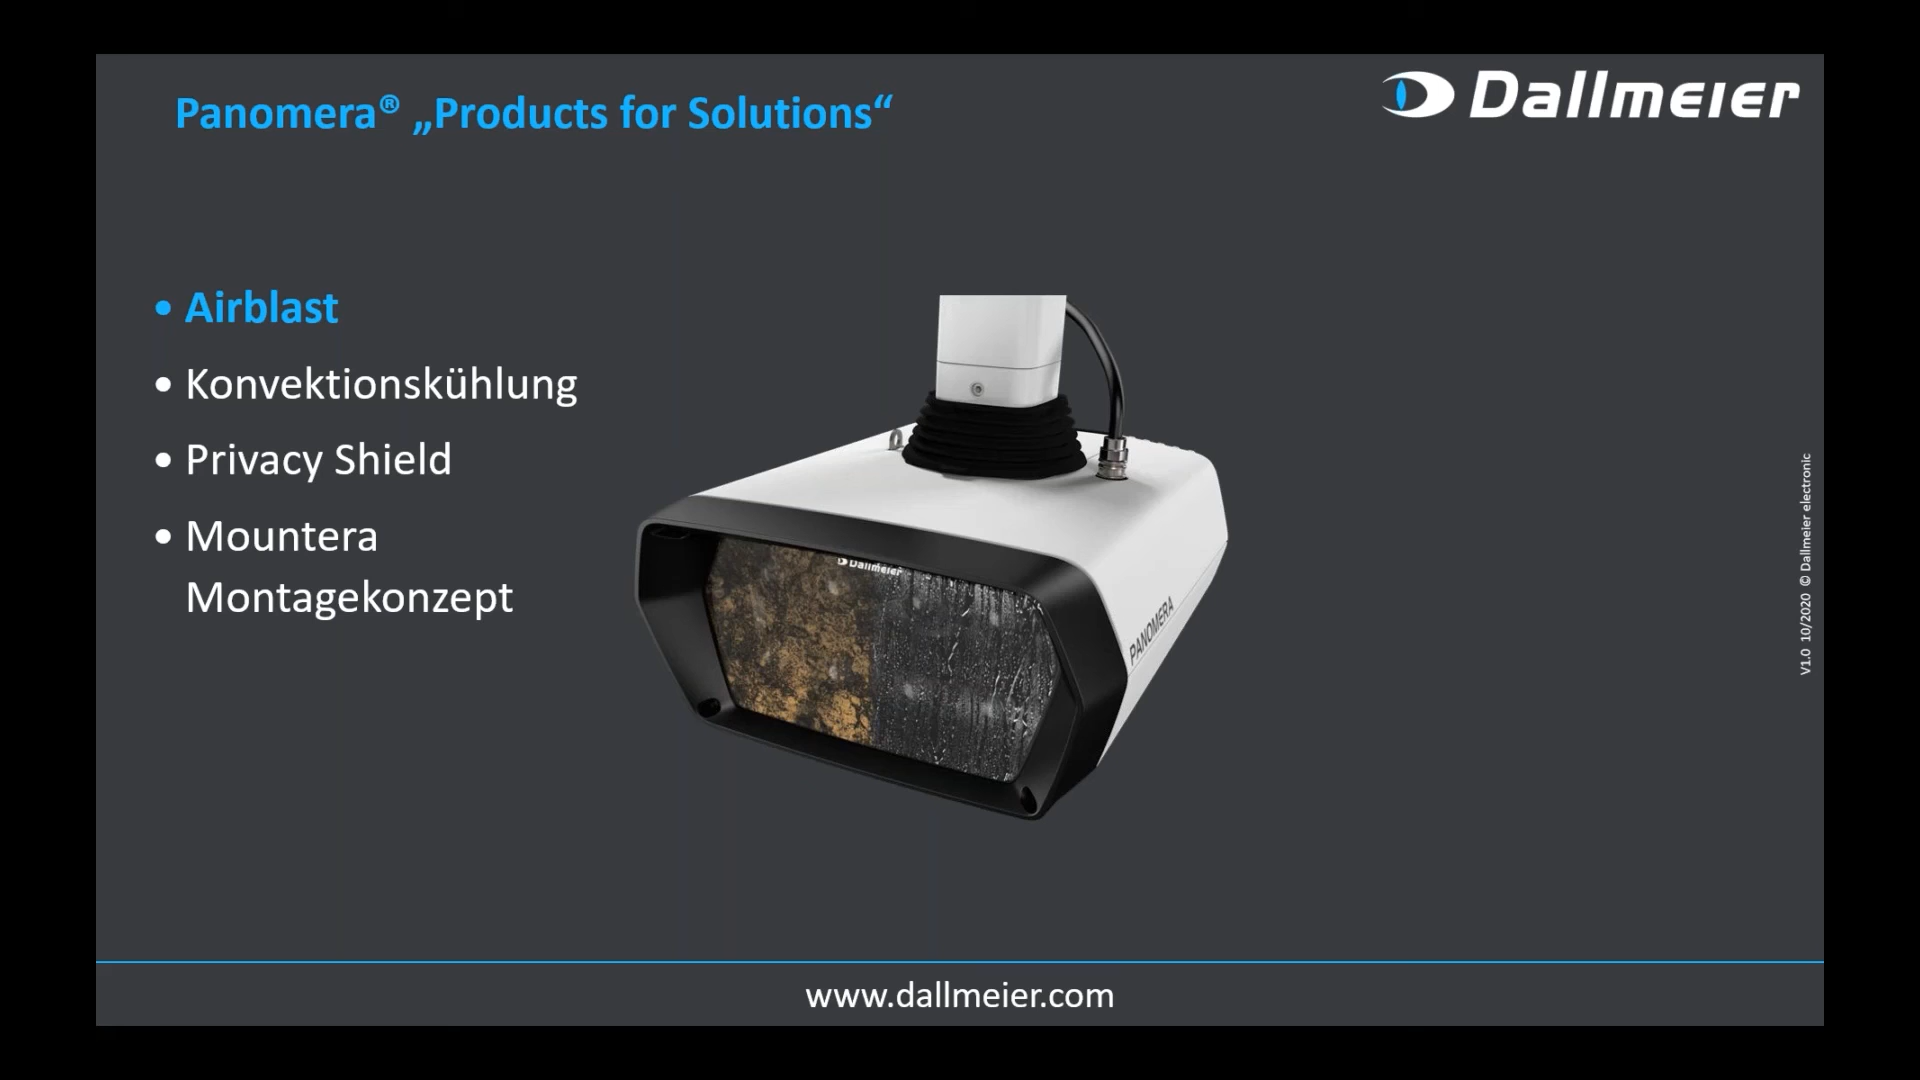 Panomera® „Products for Solutions“
Dallmeier
• Airblast
• Konvektionskühlung
• Privacy Shield
• Mountera
Montagekonzept
Dallmeier
PANOMERA
V1.0 10/2020 © Dallmeier electronic
www.dallmeier.com